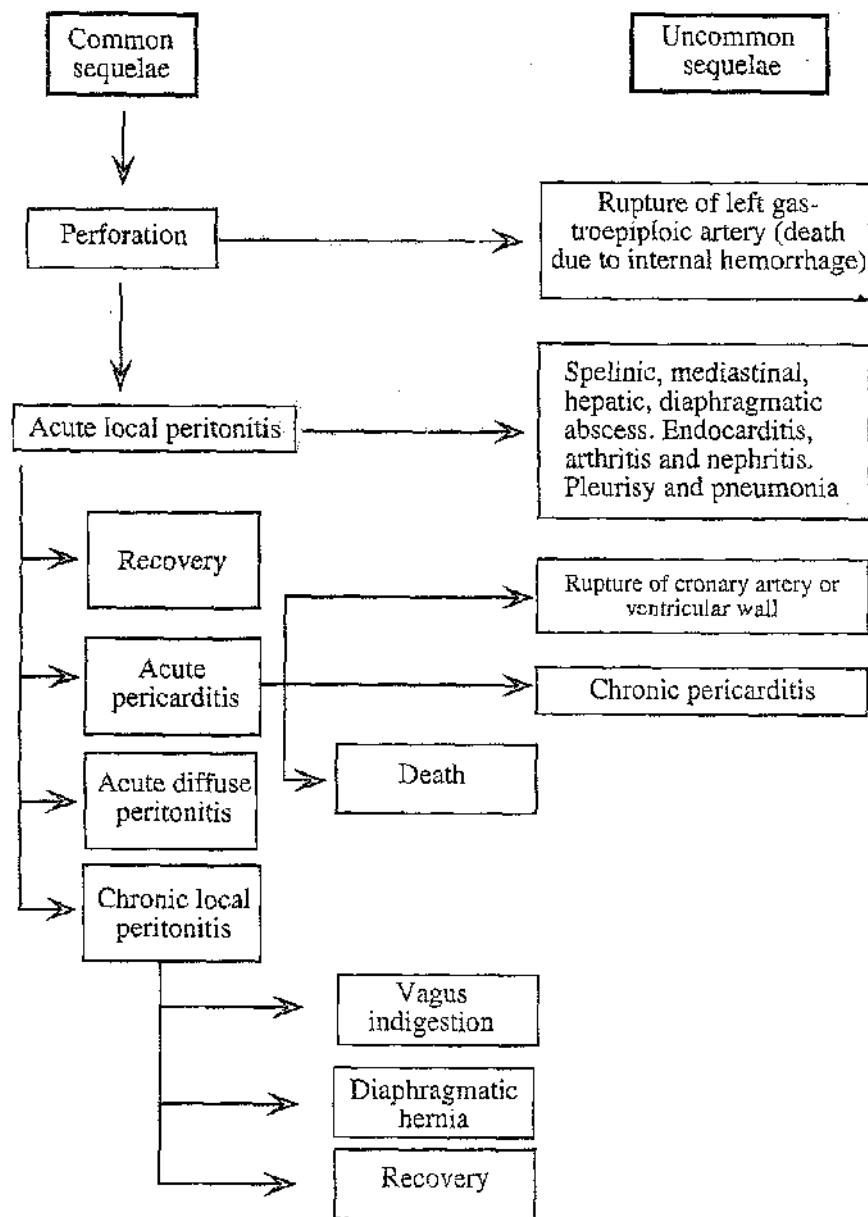 Common
sequelae
Uncommon
sequelae
Perforation
Rupture of left gas-
troepiploic artery (death
due to internal hemorrhage)
Acute local peritonitis
Spelinic, mediastinal,
hepatic, diaphragmatic
abscess. Endocarditis,
arthritis and nephritis.
Pleurisy and pneumonia
Recovery
Rupture of cronary artery or
ventricular wall
Acute
pericarditis
Chronic pericarditis
Death
Acute diffuse
peritonitis
Chronic local
peritonitis
Vagus
indigestion
Diaphragmatic
hernia
Recovery